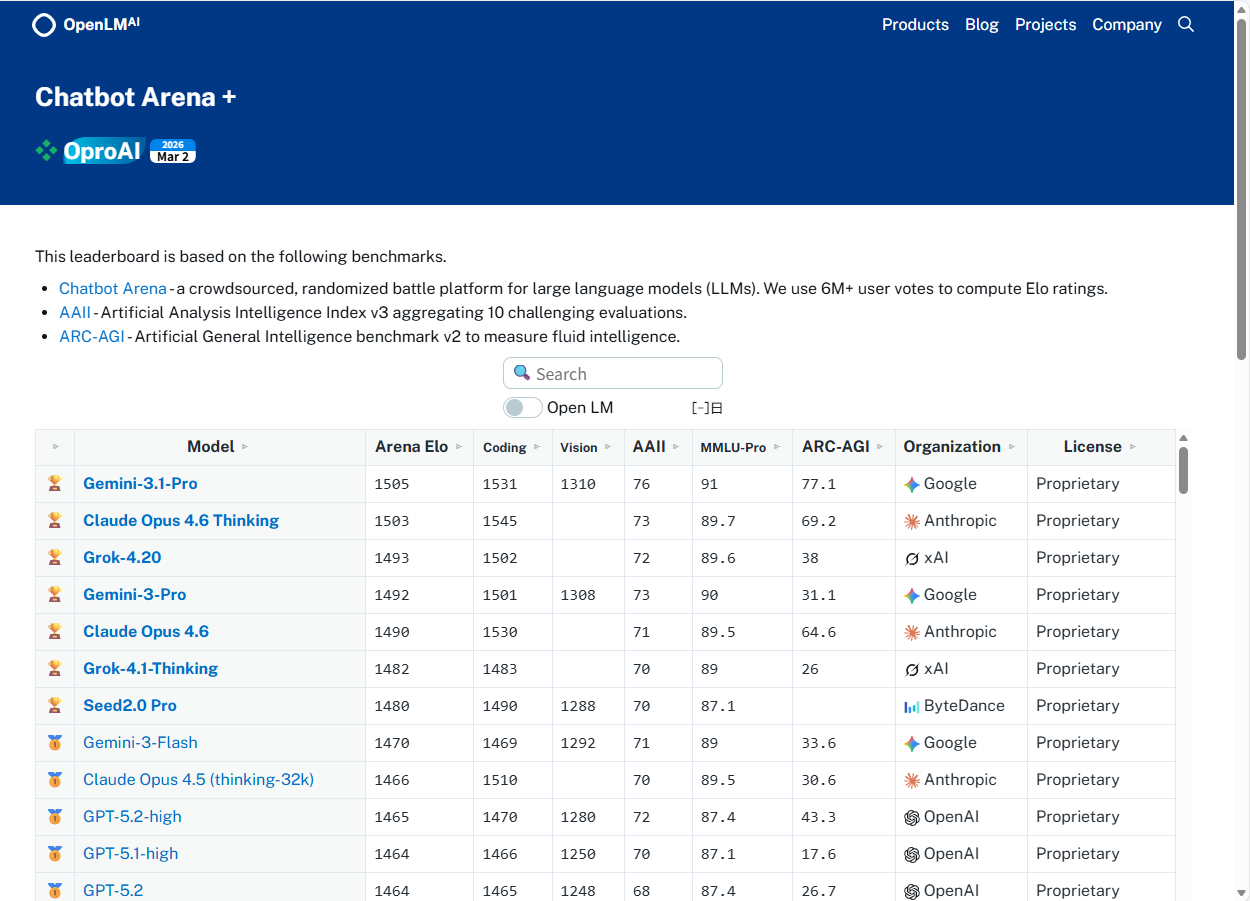 OpenLMAI
Products Blog Projects Company
Chatbot Arena +
OproAI 2026 Mar 2
This leaderboard is based on the following benchmarks.
• Chatbot Arena - a crowdsourced, randomized battle platform for large language models (LLMs). We use 6M+ user votes to compute Elo ratings.
• AAII - Artificial Analysis Intelligence Index v3 aggregating 10 challenging evaluations.
• ARC-AGI - Artificial General Intelligence benchmark v2 to measure fluid intelligence.
Search
Open LM [-]日
Model Arena Elo Coding Vision AAII MMLU-Pro ARC-AGI Organization License
Gemini-3.1-Pro 1505 1531 1310 76 91 77.1 Google Proprietary
Claude Opus 4.6 Thinking 1503 1545 73 89.7 69.2 Anthropic Proprietary
Grok-4.20 1493 1502 72 89.6 38 xAI Proprietary
Gemini-3-Pro 1492 1501 1308 73 90 31.1 Google Proprietary
Claude Opus 4.6 1490 1530 71 89.5 64.6 Anthropic Proprietary
Grok-4.1-Thinking 1482 1483 70 89 26 xAI Proprietary
Seed2.0 Pro 1480 1490 1288 70 87.1 ByteDance Proprietary
Gemini-3-Flash 1470 1469 1292 71 89 33.6 Google Proprietary
Claude Opus 4.5 (thinking-32k) 1466 1510 70 89.5 30.6 Anthropic Proprietary
GPT-5.2-high 1465 1470 1280 72 87.4 43.3 OpenAI Proprietary
GPT-5.1-high 1464 1466 1250 70 87.1 17.6 OpenAI Proprietary
GPT-5.2 1464 1465 1248 68 87.4 26.7 OpenAI Proprietary